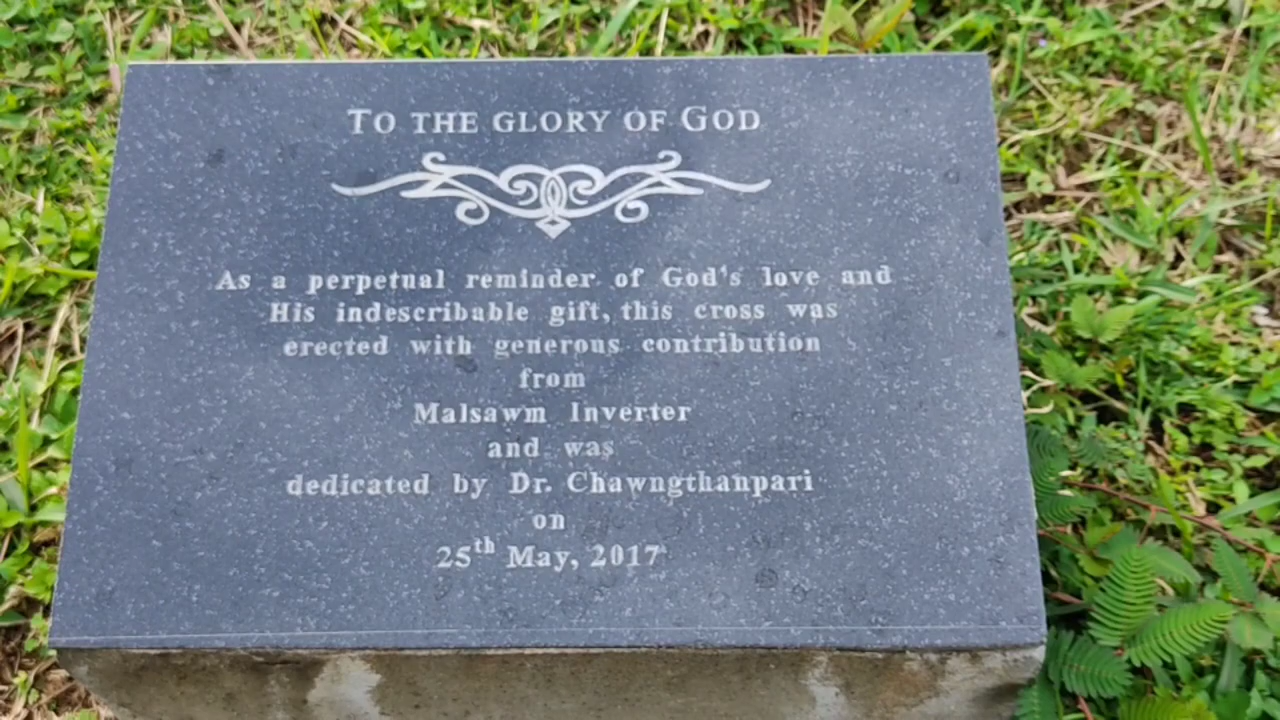 TO THE GLORY OF GOD
As a perpetual reminder of God's love and
His indescribable gift, this cross was
erected with generous contribution
from
Malsawm Inverter
and was
dedicated by Dr. Chawngthanpari
on
25th May, 2017